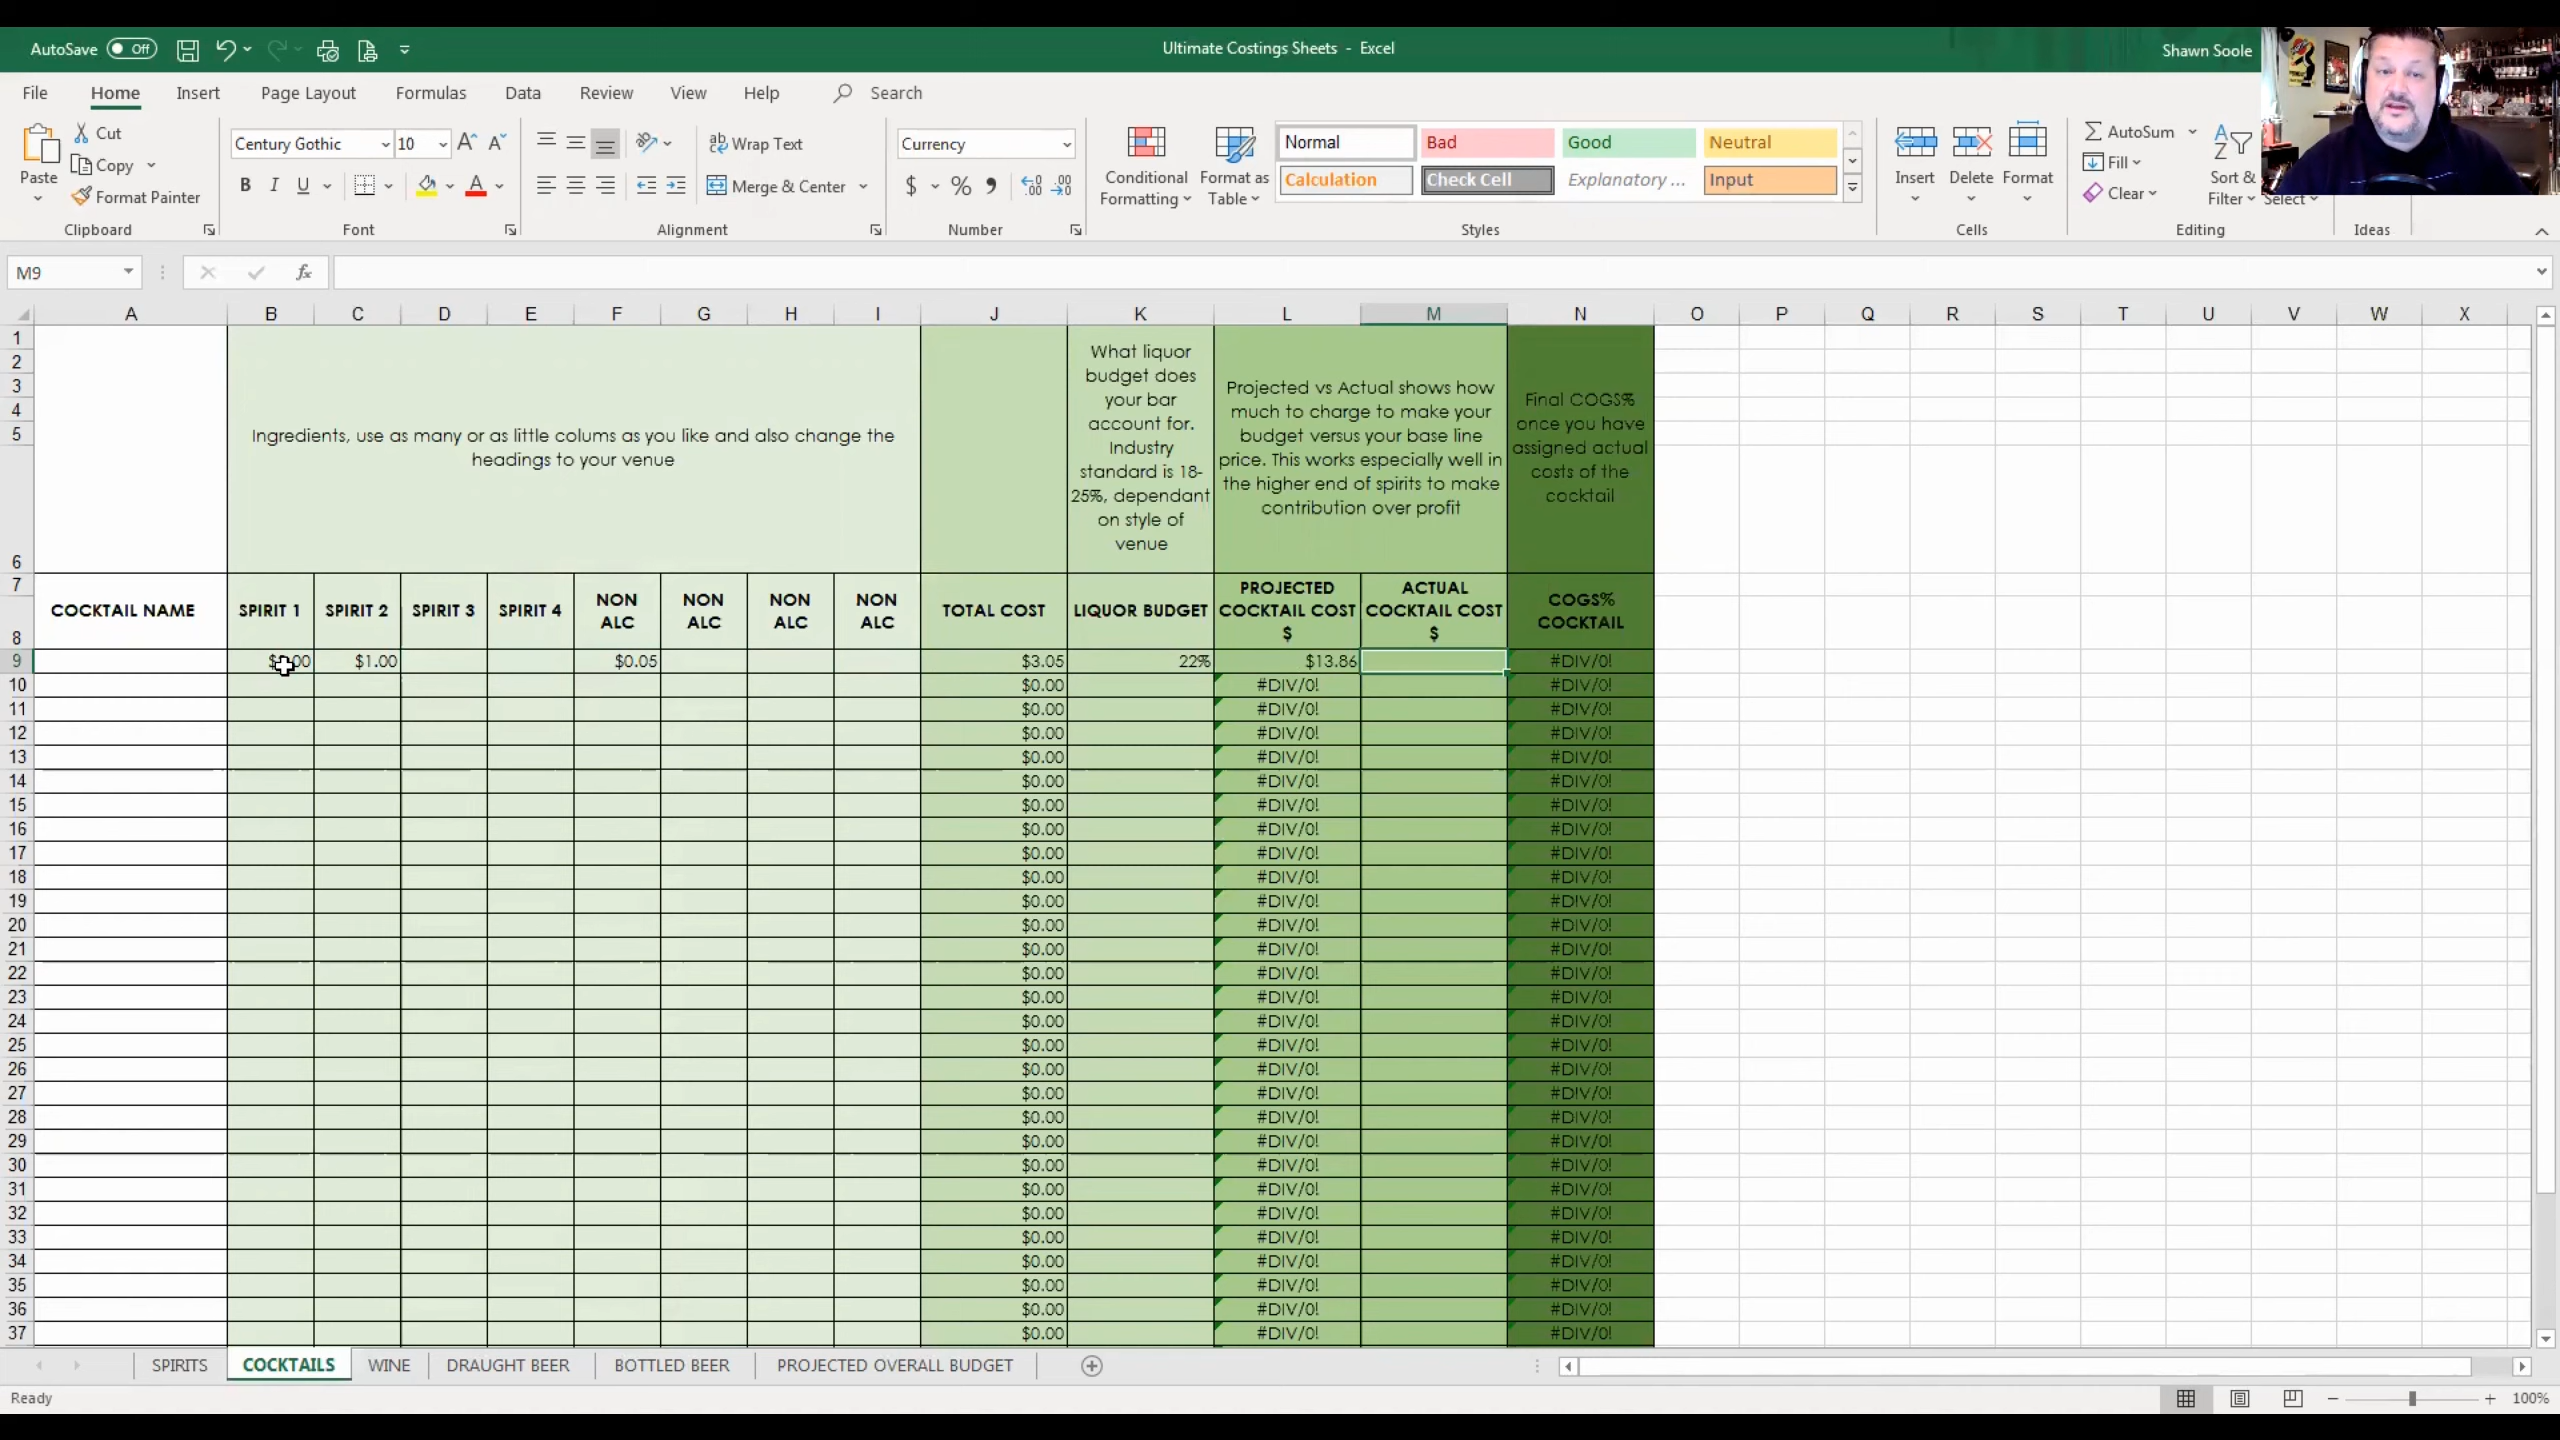 AutoSave Off Ultimate Costings Sheets - Excel Shawn Soole
File Home Insert Page Layout Formulas Data Review View Help Search
Paste Cut Copy Format Painter
Clipboard
Century Gothic 10
B I U A
Font
Wrap Text
Merge & Center
Alignment
Currency
$ %
Number
Conditional Formatting
Format as Table
Normal Bad Good Neutral
Calculation Check Cell Explanatory ... Input
Styles
Insert Delete Format
Cells
AutoSum
Fill
Clear
Sort & Filter
Select
Editing
Ideas
M9 fx
A B C D E F G H I J K L M N O P Q R S T U V W X
1
2
3
4
5
6
Ingredients, use as many or as little colums as you like and also change the
headings to your venue
What liquor
budget does
your bar
account for.
Industry
standard is 18-
25%, dependant
on style of
venue
Projected vs Actual shows how
much to charge to make your
budget versus your base line
price. This works especially well in
the higher end of spirits to make
contribution over profit
Final COGS%
once you have
assigned actual
costs of the
cocktail
7
8
COCKTAIL NAME
SPIRIT 1
SPIRIT 2
SPIRIT 3
SPIRIT 4
NON
ALC
NON
ALC
NON
ALC
NON
ALC
TOTAL COST
LIQUOR BUDGET
PROJECTED
COCKTAIL COST
$
ACTUAL
COCKTAIL COST
$
COGS%
COCKTAIL
9 $1.00 $0.05 $3.05 22% $13.86 #DIV/0!
10 $0.00 #DIV/0! #DIV/0!
11 $0.00 #DIV/0! #DIV/0!
12 $0.00 #DIV/0! #DIV/0!
13 $0.00 #DIV/0! #DIV/0!
14 $0.00 #DIV/0! #DIV/0!
15 $0.00 #DIV/0! #DIV/0!
16 $0.00 #DIV/0! #DIV/0!
17 $0.00 #DIV/0! #DIV/0!
18 $0.00 #DIV/0! #DIV/0!
19 $0.00 #DIV/0! #DIV/0!
20 $0.00 #DIV/0! #DIV/0!
21 $0.00 #DIV/0! #DIV/0!
22 $0.00 #DIV/0! #DIV/0!
23 $0.00 #DIV/0! #DIV/0!
24 $0.00 #DIV/0! #DIV/0!
25 $0.00 #DIV/0! #DIV/0!
26 $0.00 #DIV/0! #DIV/0!
27 $0.00 #DIV/0! #DIV/0!
28 $0.00 #DIV/0! #DIV/0!
29 $0.00 #DIV/0! #DIV/0!
30 $0.00 #DIV/0! #DIV/0!
31 $0.00 #DIV/0! #DIV/0!
32 $0.00 #DIV/0! #DIV/0!
33 $0.00 #DIV/0! #DIV/0!
34 $0.00 #DIV/0! #DIV/0!
35 $0.00 #DIV/0! #DIV/0!
36 $0.00 #DIV/0! #DIV/0!
37 $0.00 #DIV/0! #DIV/0!
SPIRITS COCKTAILS WINE DRAUGHT BEER BOTTLED BEER PROJECTED OVERALL BUDGET
Ready 100%